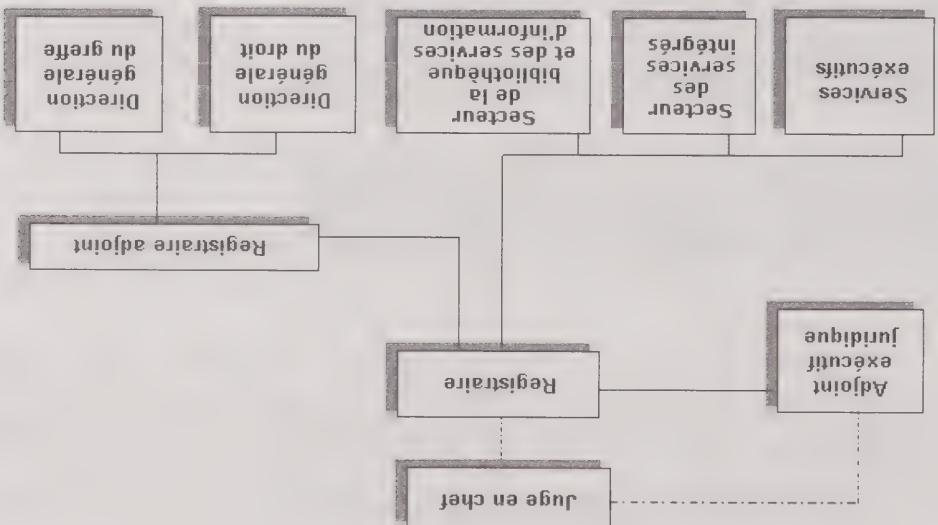 Juge en chef
Adjoint
exécutif
juridique
Registraire
Registraire adjoint
Services
exécutifs
Secteur
des
services
intégrés
Secteur
de la
bibliothèque
et des services
d'information
Direction
générale
du droit
Direction
générale
du greffe